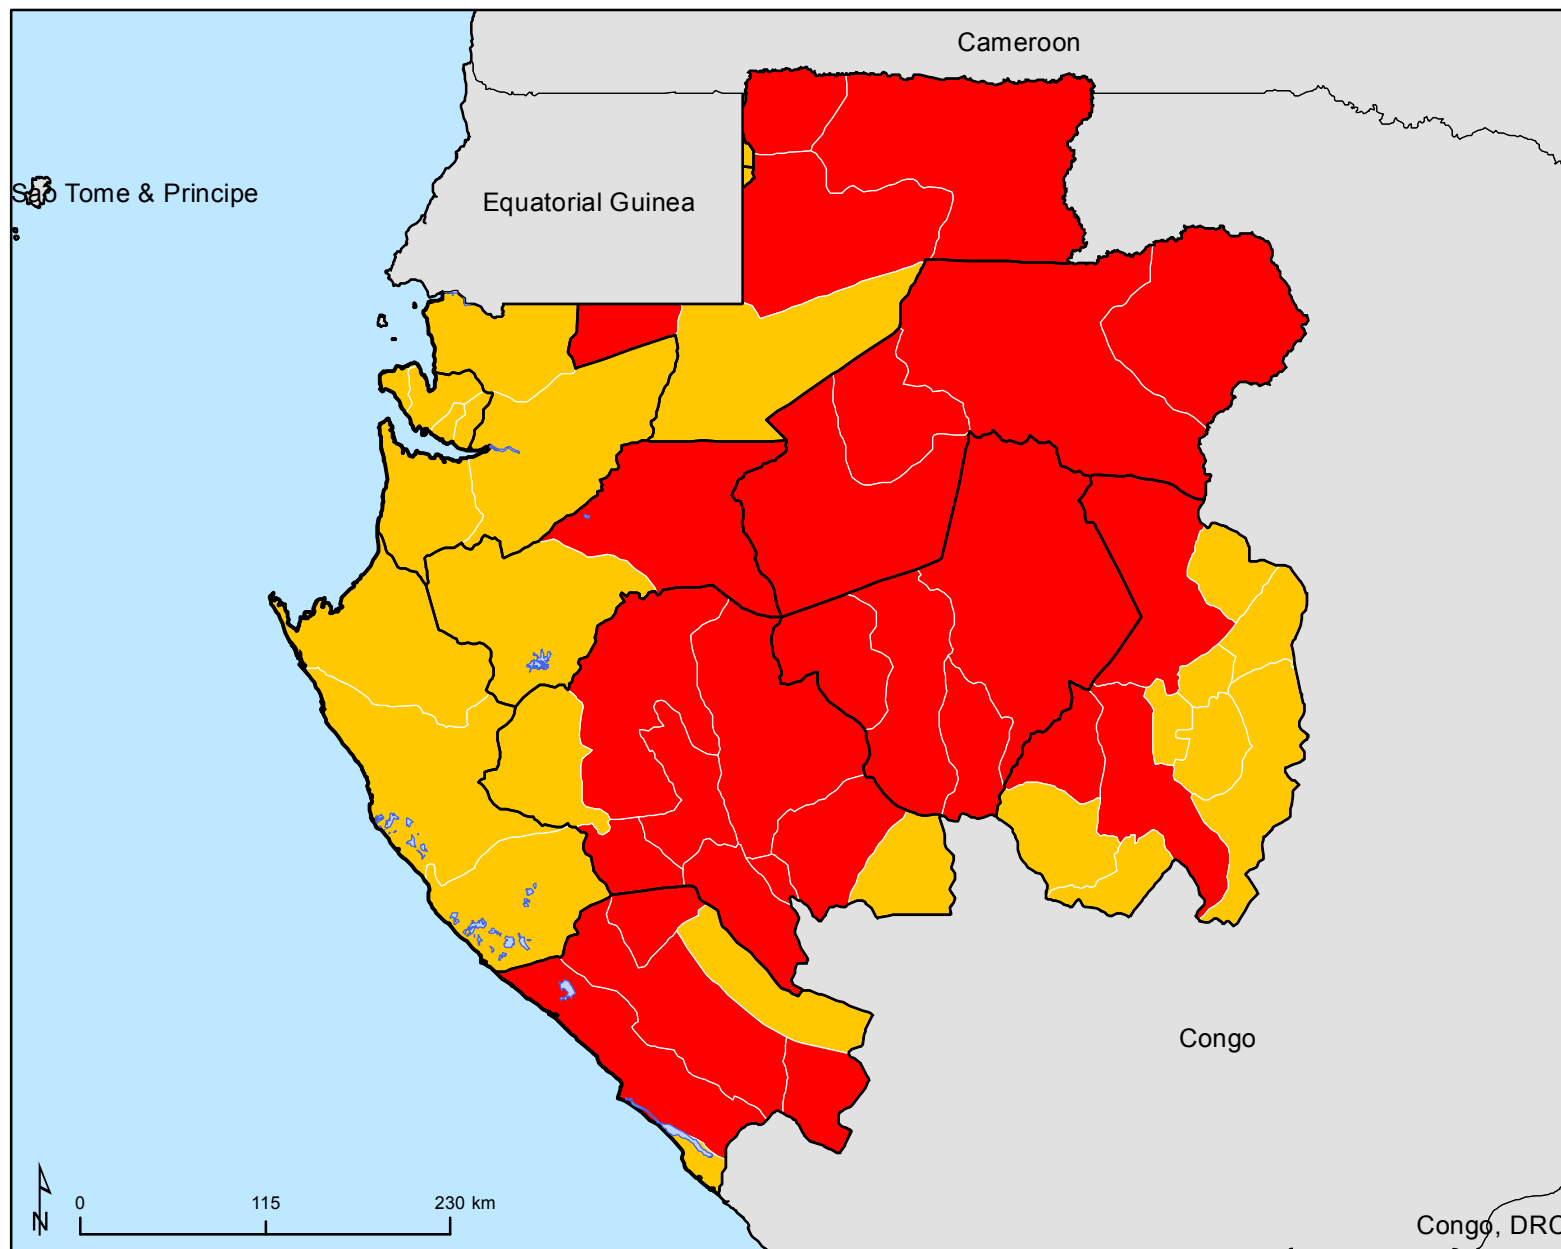 Cameroon
Sao Tome & Principe
Equatorial Guinea
Congo
0 115 230 km
N
Congo, DRC